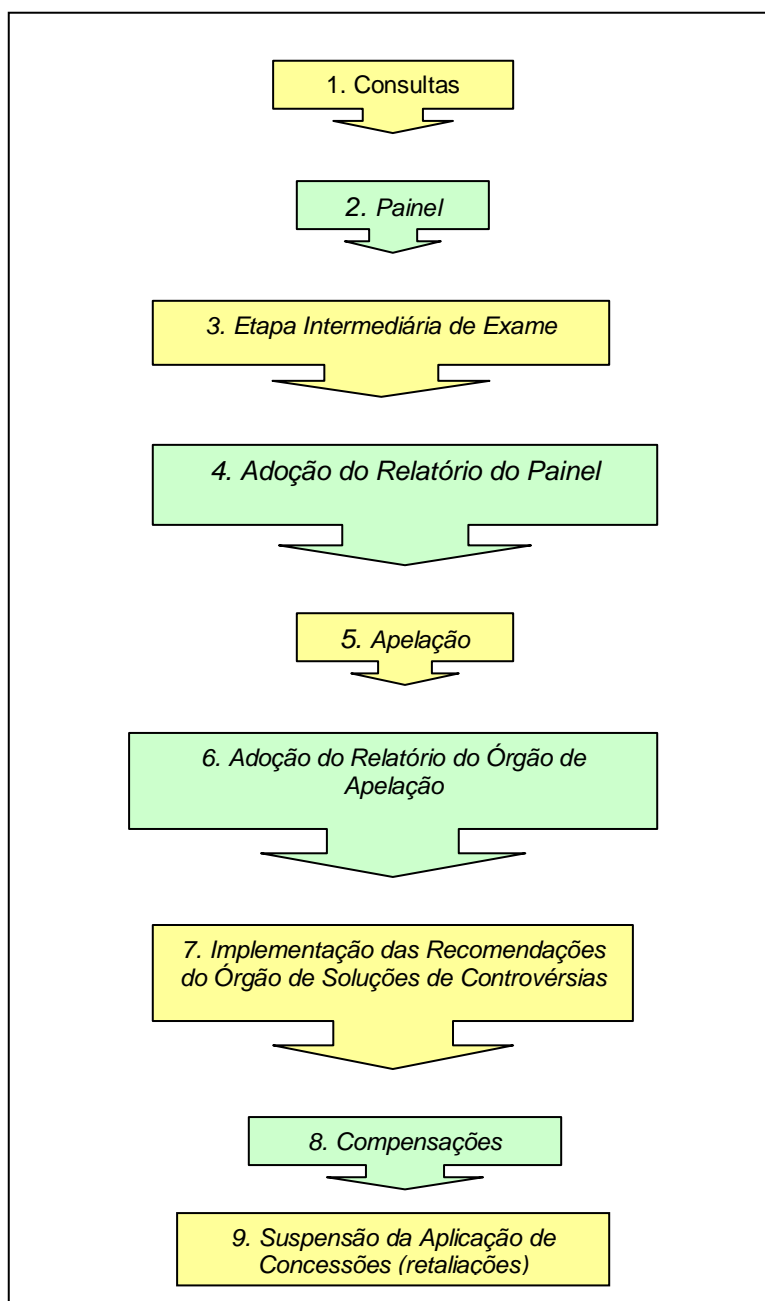 1. Consultas
2. Painel
3. Etapa Intermediária de Exame
4. Adoção do Relatório do Painel
5. Apelação
6. Adoção do Relatório do Órgão de
Apelação
7. Implementação das Recomendações
do Órgão de Soluções de Controvérsias
8. Compensações
9. Suspensão da Aplicação de
Concessões (retaliações)